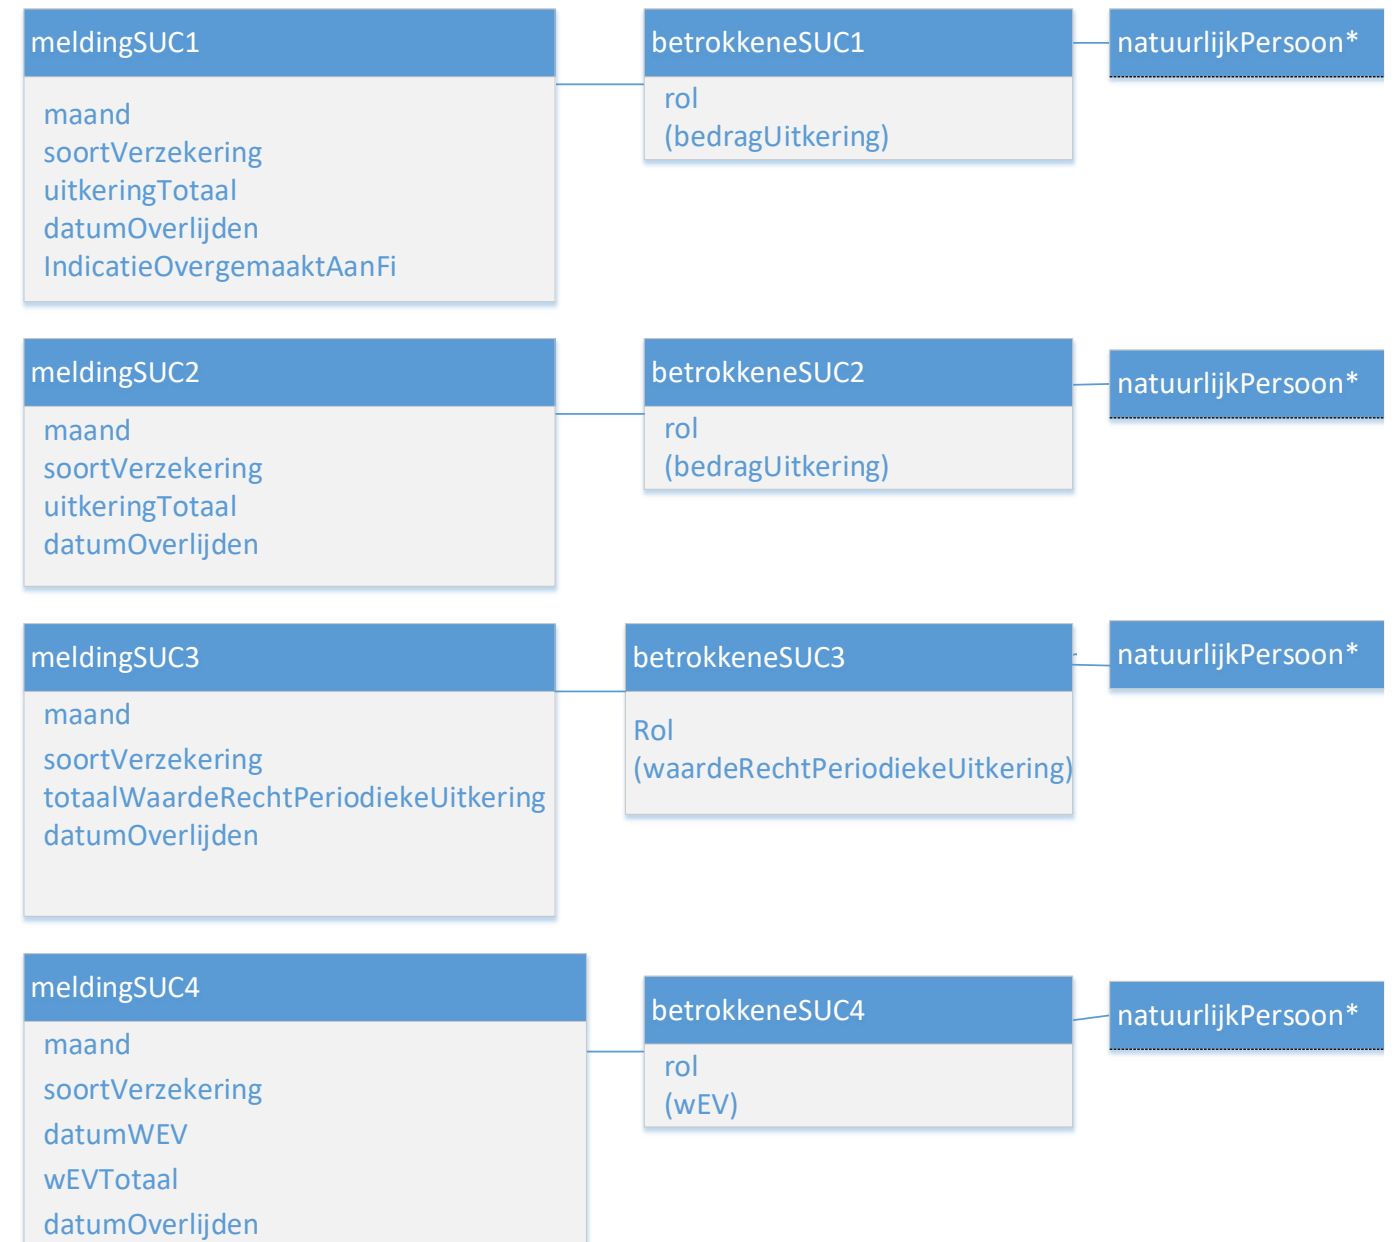 meldingSUC1
maand
soortVerzekering
uitkeringTotaal
datumOverlijden
IndicatieOvergemaaktAanFi
betrokkeneSUC1
rol
(bedragUitkering)
natuurlijkPersoon*
meldingSUC2
maand
soortVerzekering
uitkeringTotaal
datumOverlijden
betrokkeneSUC2
rol
(bedragUitkering)
natuurlijkPersoon*
meldingSUC3
maand
soortVerzekering
totaalWaardeRechtPeriodiekeUitkering
datumOverlijden
betrokkeneSUC3
Rol
(waardeRechtPeriodiekeUitkering)
natuurlijkPersoon*
meldingSUC4
maand
soortVerzekering
datumWEV
wEVTotaal
datumOverlijden
betrokkeneSUC4
rol
(wEV)
natuurlijkPersoon*